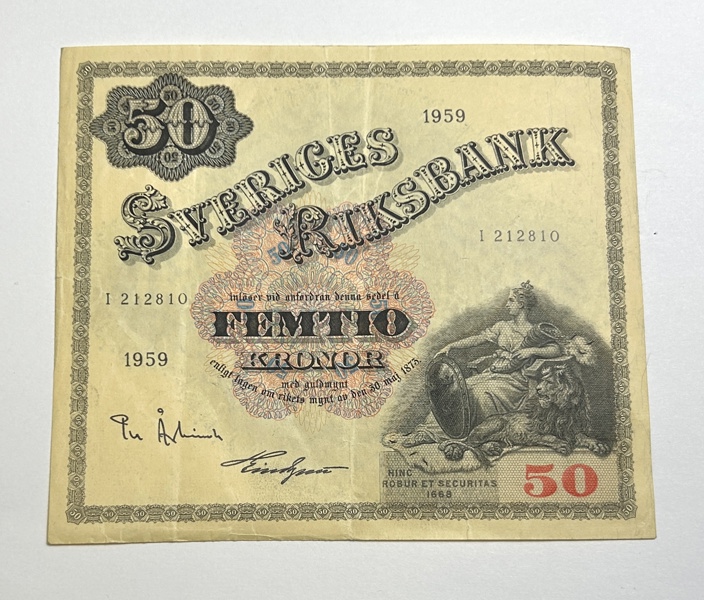 50
1959
SVERIGES
RIKSBANK
I 212810
I 212810
inlöser vid anfordran denna sedel å
FEMTIO
KRONOR
1959
med guldmynt
enligt lagen om rikets mynt av den 30 maj 1873
HINC
ROBUR ET SECURITAS
1668
50